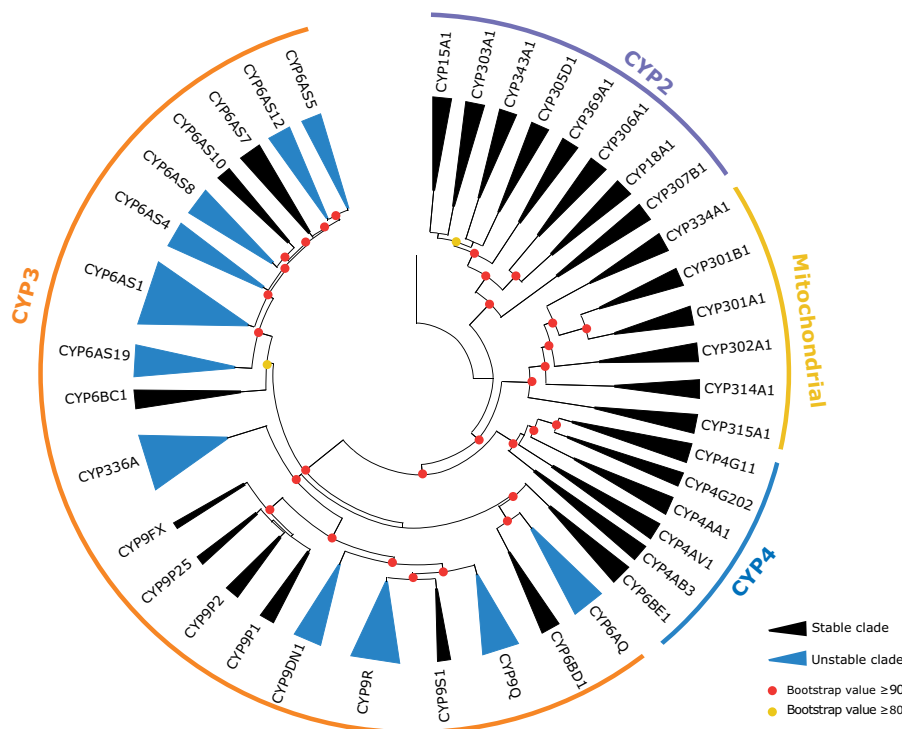 CYP2
CYP15A1
CYP303A1
CYP343A1
CYP305D1
CYP369A1
CYP306A1
CYP18A1
CYP307B1
Mitochondrial
CYP334A1
CYP301B1
CYP301A1
CYP302A1
CYP314A1
CYP315A1
CYP4
CYP4G11
CYP4G202
CYP4AA1
CYP4AV1
CYP4AB3
CYP3
CYP6BE1
CYP6AQ
CYP6BD1
CYP9Q
CYP9S1
CYP9R
CYP9DN1
CYP9P1
CYP9P2
CYP9P25
CYP9FX
CYP336A
CYP6BC1
CYP6AS19
CYP6AS1
CYP6AS4
CYP6AS8
CYP6AS10
CYP6AS7
CYP6AS12
CYP6AS5
Stable clade
Unstable clade
Bootstrap value ≥90
Bootstrap value ≥80